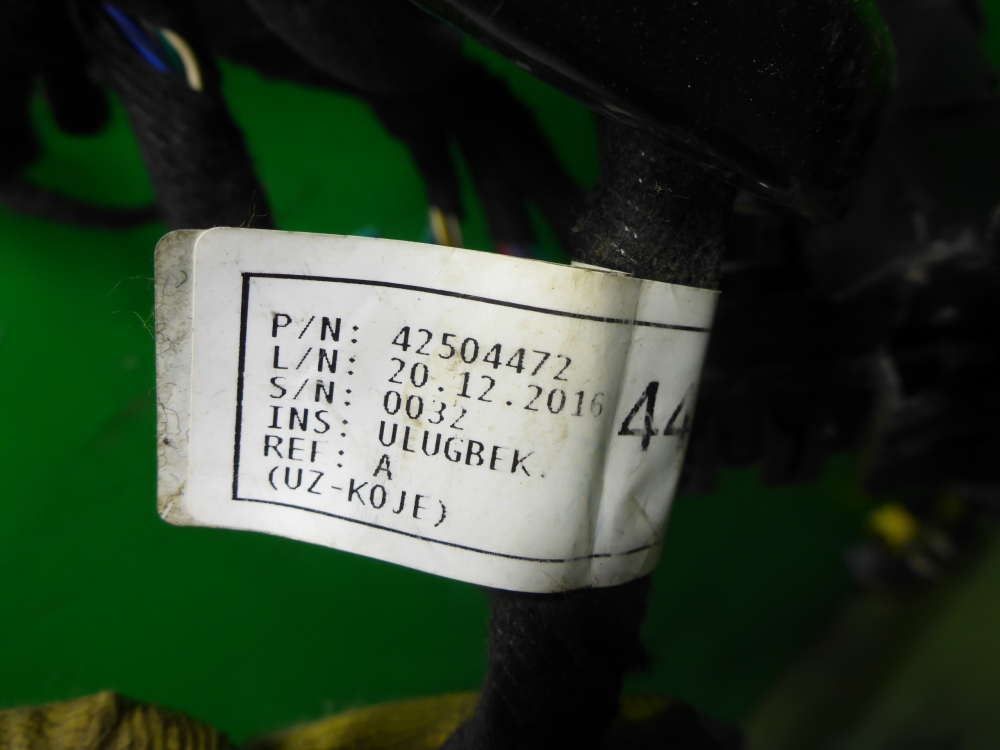 P/N: 42504472
L/N: 20.12.2016
S/N: 0032
INS: ULUGBEK.
REF: A
(UZ-KOJE)
44